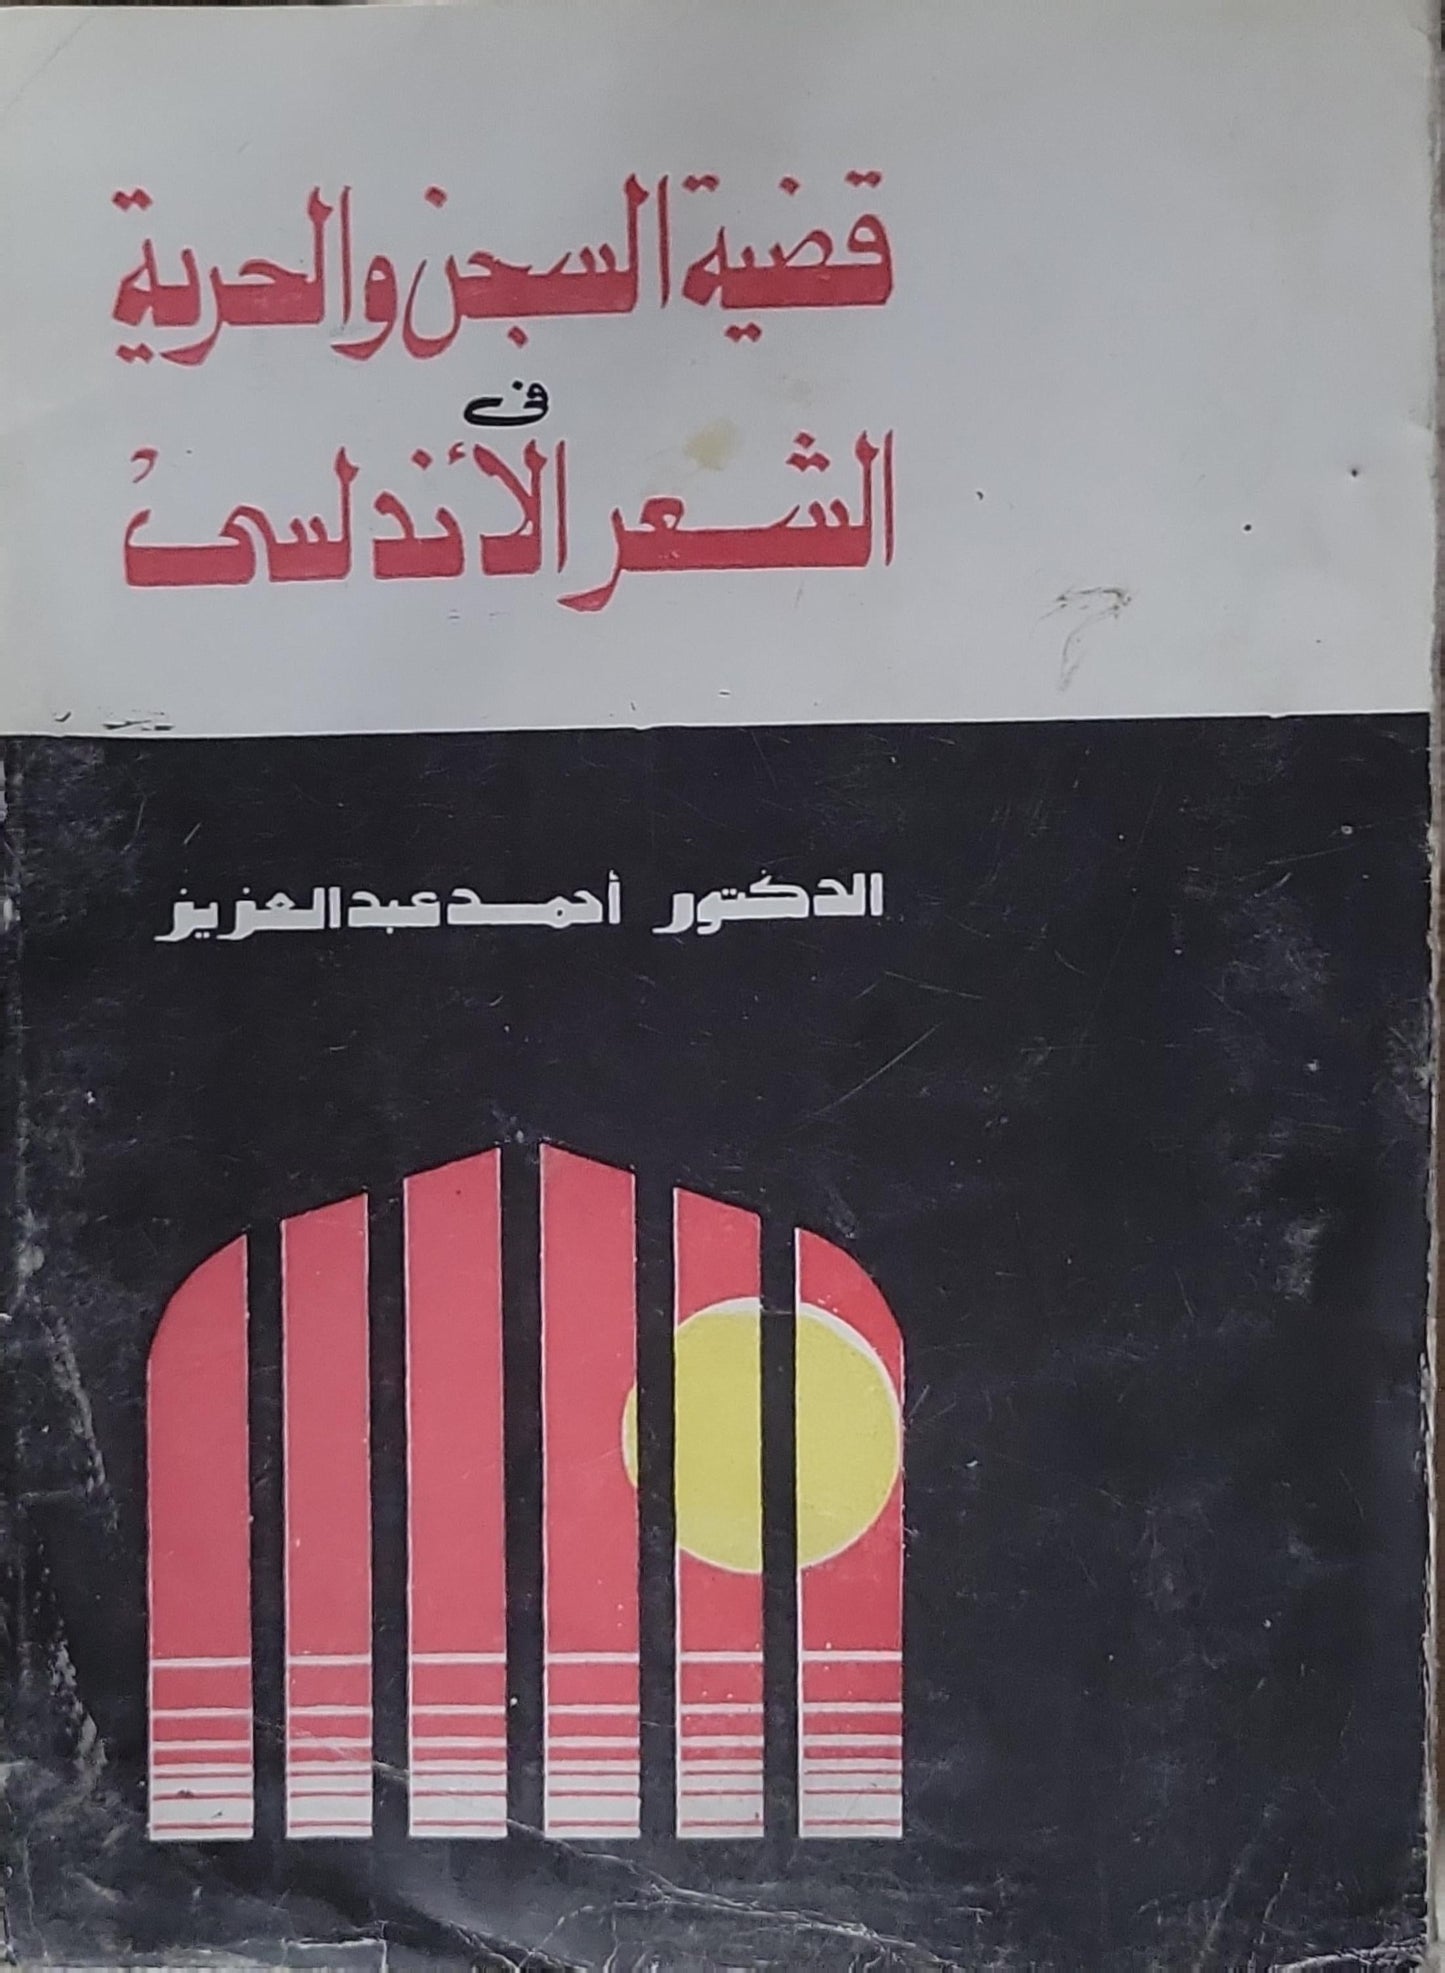 قضية السجن والحرية
فى
الشعر الأندلسى
الدكتور أحمد عبد العزيز